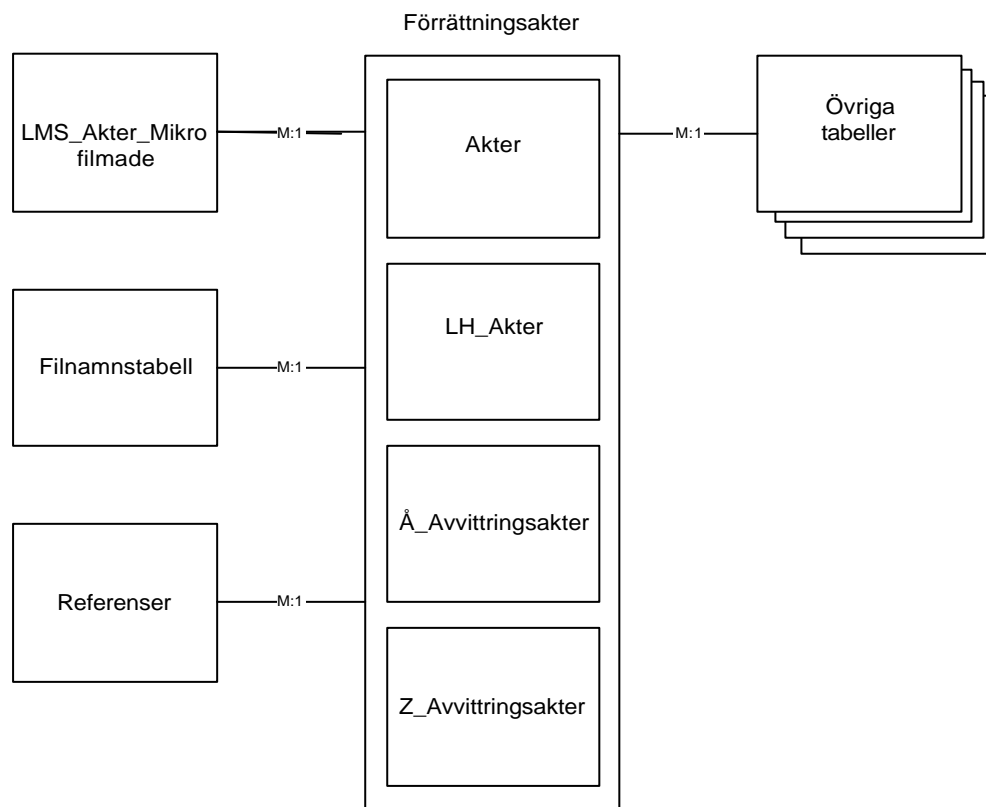 Förrättningsakter
LMS_Akter_Mikro
filmade
M:1
Akter
M:1
Övriga
tabeller
LH_Akter
Filnamnstabell
M:1
Å_Avvittringsakter
Referenser
M:1
Z_Avvittringsakter